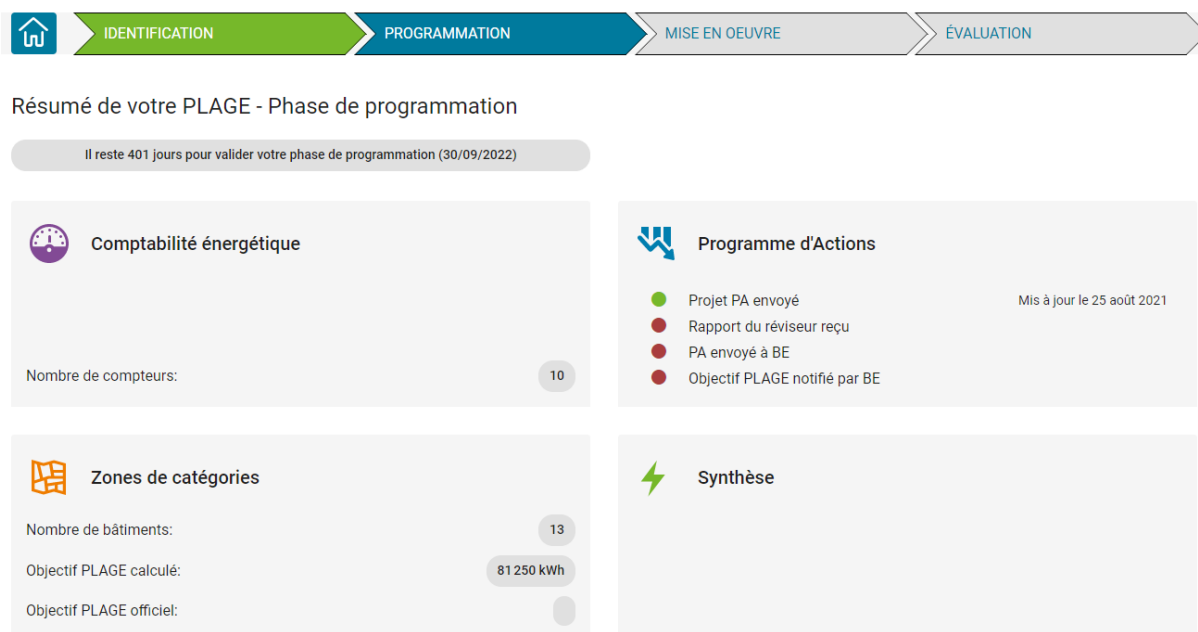 IDENTIFICATION
PROGRAMMATION
MISE EN OEUVRE
ÉVALUATION
Résumé de votre PLAGE - Phase de programmation
Il reste 401 jours pour valider votre phase de programmation (30/09/2022)
Comptabilité énergétique
Nombre de compteurs:
10
Programme d'Actions
Projet PA envoyé
Mis à jour le 25 août 2021
Rapport du réviseur reçu
PA envoyé à BE
Objectif PLAGE notifié par BE
Zones de catégories
Nombre de bâtiments:
13
Objectif PLAGE calculé:
81 250 kWh
Objectif PLAGE officiel:
Synthèse